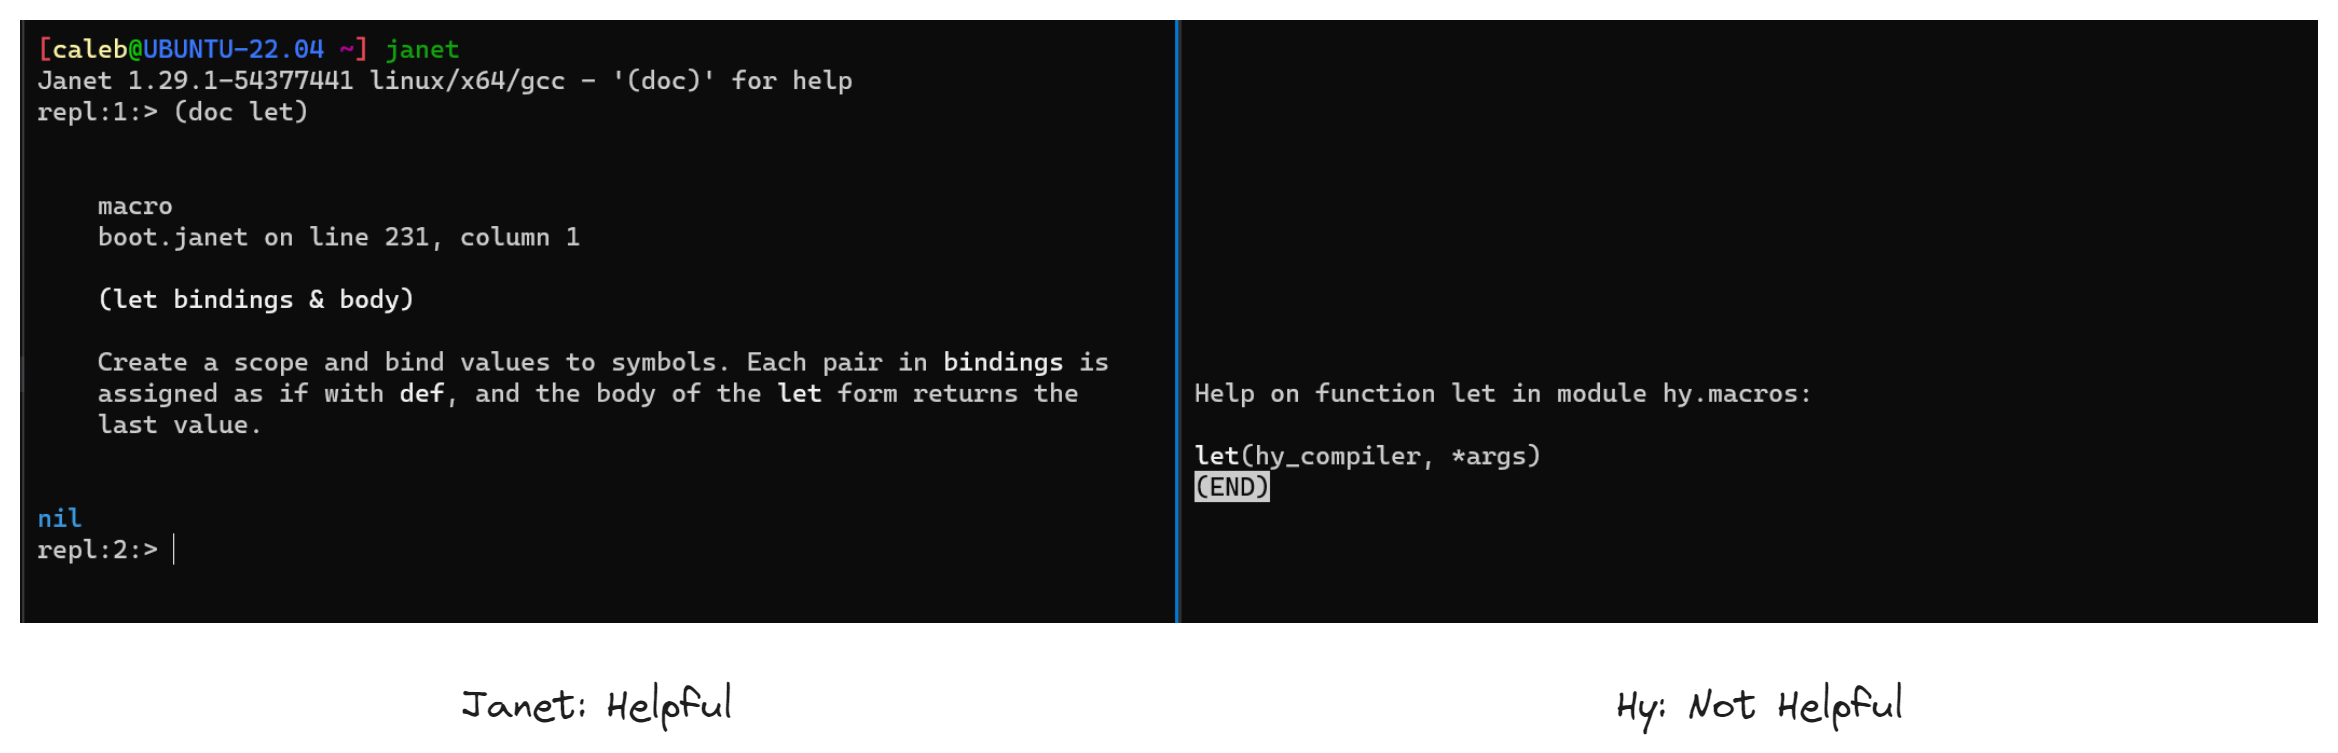 [caleb@UBUNTU-22.04 ~] janet
Janet 1.29.1-54377441 linux/x64/gcc - '(doc)' for help
repl:1:> (doc let)
macro
boot.janet on line 231, column 1
(let bindings & body)
Create a scope and bind values to symbols. Each pair in bindings is
assigned as if with def, and the body of the let form returns the
last value.
nil
repl:2:>
Help on function let in module hy.macros:
let(hy_compiler, *args)
(END)
Janet: Helpful
Hy: Not Helpful